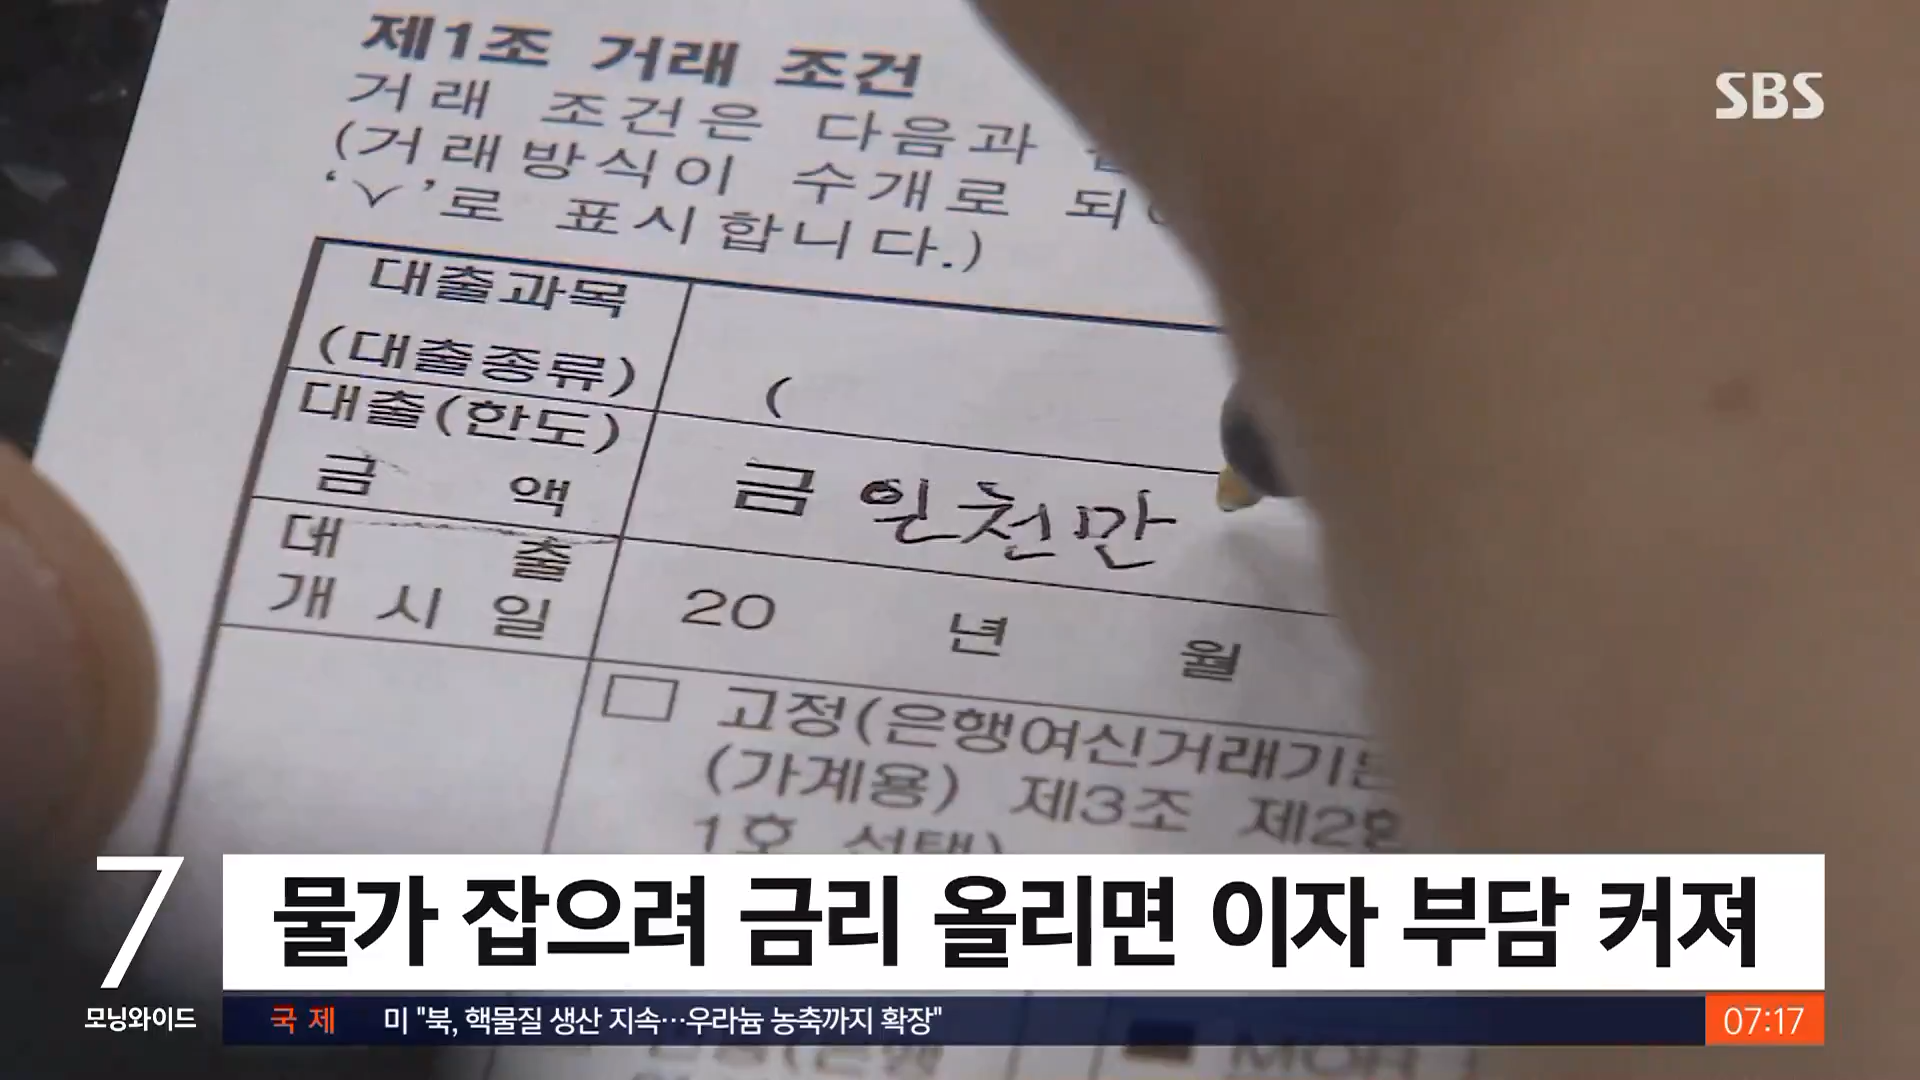 제1조 거래 조건
거래 조건은 다음과
(거래방식이 수개로
'∨'로 표시합니다.)
대출과목
(대출종류)
(
대출(한도)
금 액
금 일천만
대 출
개 시 일
20 년 월
□ 고정(은행여신거래기본
(가계용) 제3조 제2항
1호 선택)
SBS
7
물가 잡으려 금리 올리면 이자 부담 커져
모닝와이드
국제
미 "북, 핵물질 생산 지속…우라늄 농축까지 확장"
07:17